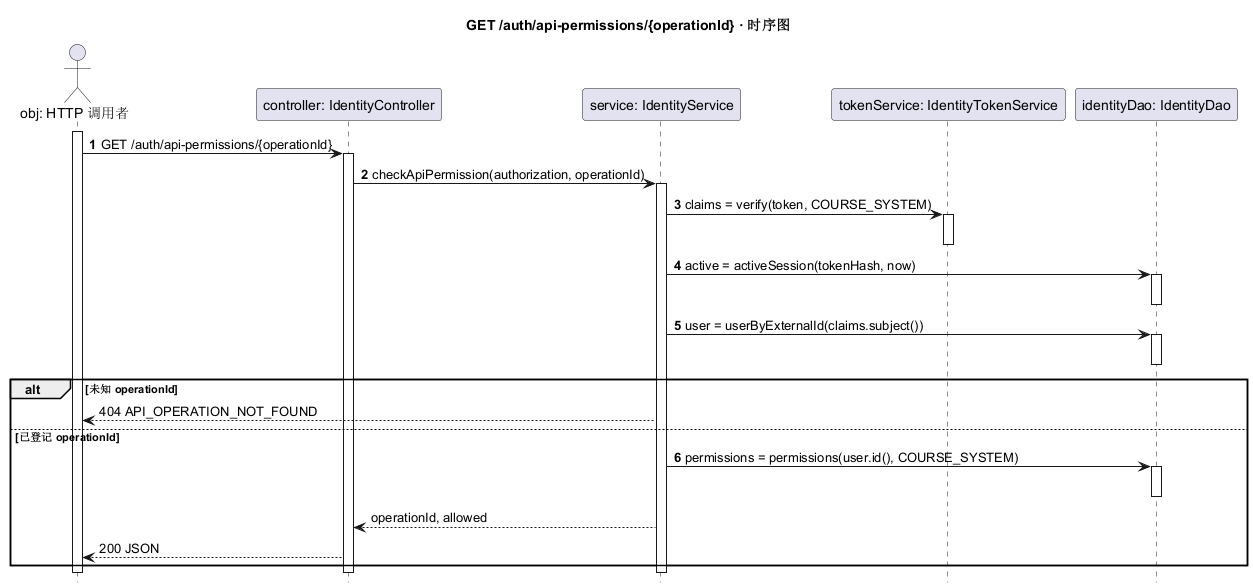 GET /auth/api-permissions/{operationId} · 时序图
obj: HTTP 调用者
controller: IdentityController
service: IdentityService
tokenService: IdentityTokenService
identityDao: IdentityDao
1 GET /auth/api-permissions/{operationId}
2 checkApiPermission(authorization, operationId)
3 claims = verify(token, COURSE_SYSTEM)
4 active = activeSession(tokenHash, now)
5 user = userByExternalId(claims.subject())
alt [未知 operationId]
404 API_OPERATION_NOT_FOUND
[已登记 operationId]
6 permissions = permissions(user.id(), COURSE_SYSTEM)
operationId, allowed
200 JSON